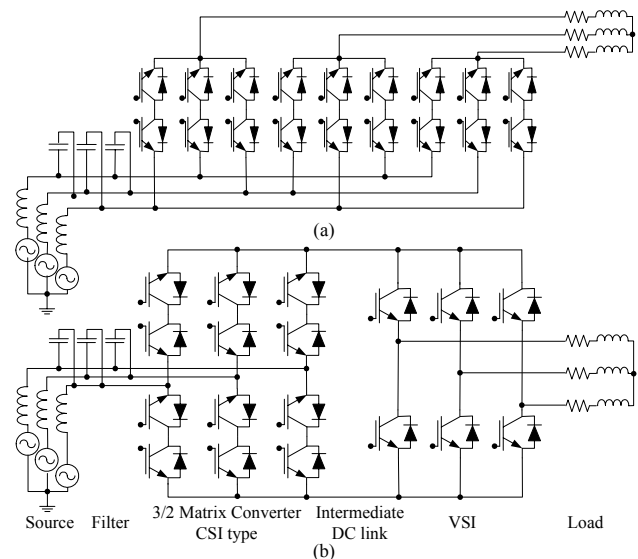 (a)
Source Filter 3/2 Matrix Converter CSI type Intermediate DC link VSI Load
(b)